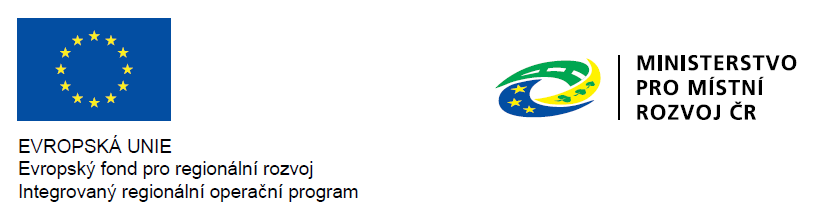 EVROPSKÁ UNIE
Evropský fond pro regionální rozvoj
Integrovaný regionální operační program
MINISTERSTVO
PRO MÍSTNÍ
ROZVOJ ČR